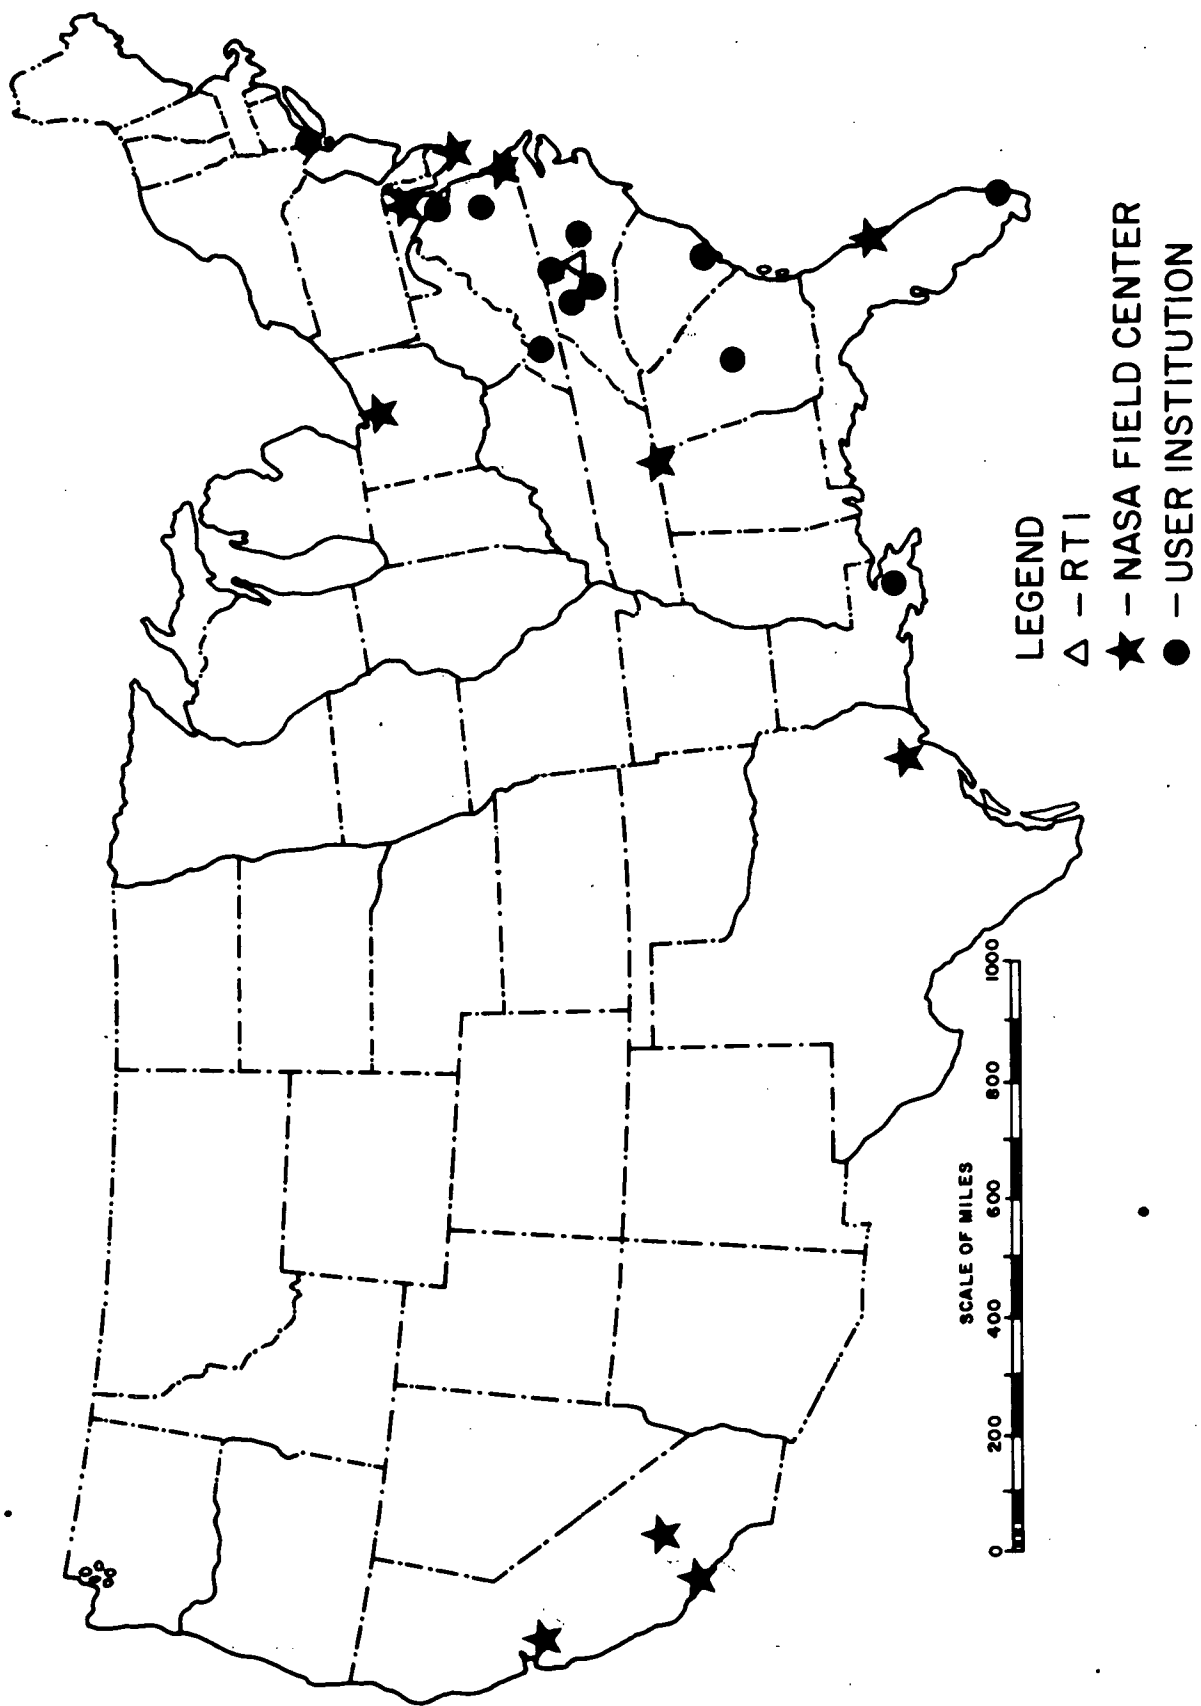 LEGEND
△ – RTI
★ – NASA FIELD CENTER
● – USER INSTITUTION
SCALE OF MILES
0 200 400 600 800 1000